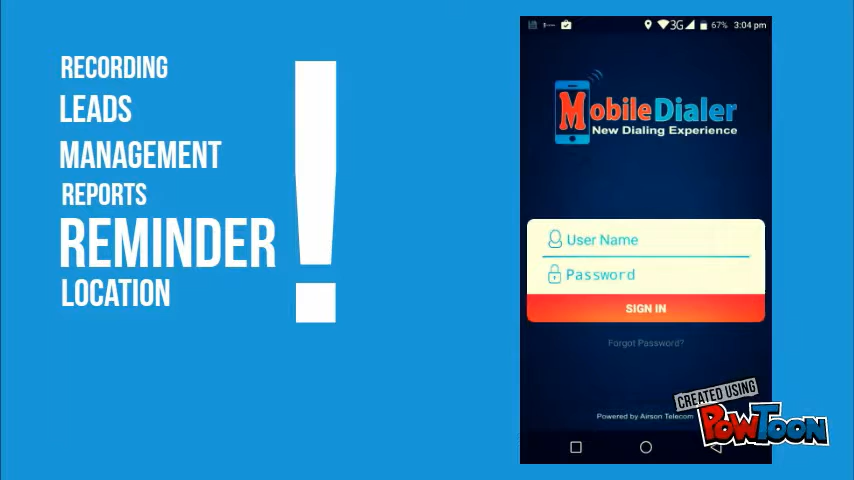 RECORDING
LEADS
MANAGEMENT
REPORTS
REMINDER
LOCATION
!
3G 67% 3:04 pm
MobileDialer
New Dialing Experience
User Name
Password
SIGN IN
Forgot Password?
Powered by Airson Telecom
CREATED USING
POWTOON